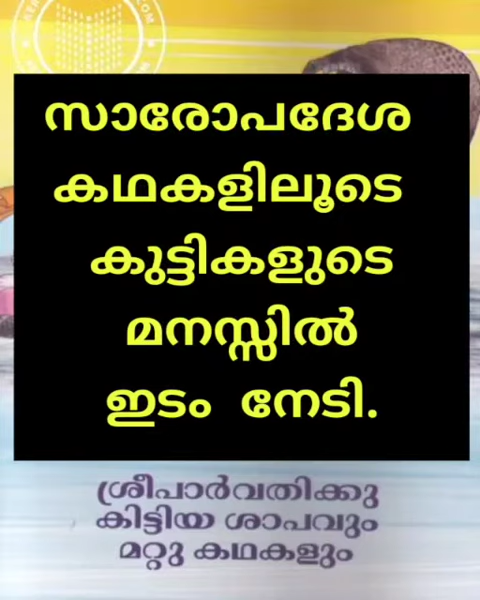 സാരോപദേശ
കഥകളിലൂടെ
കുട്ടികളുടെ
മനസ്സിൽ
ഇടം നേടി.
ശ്രീപാർവതിക്കു
കിട്ടിയ ശാപവും
മറ്റു കഥകളും